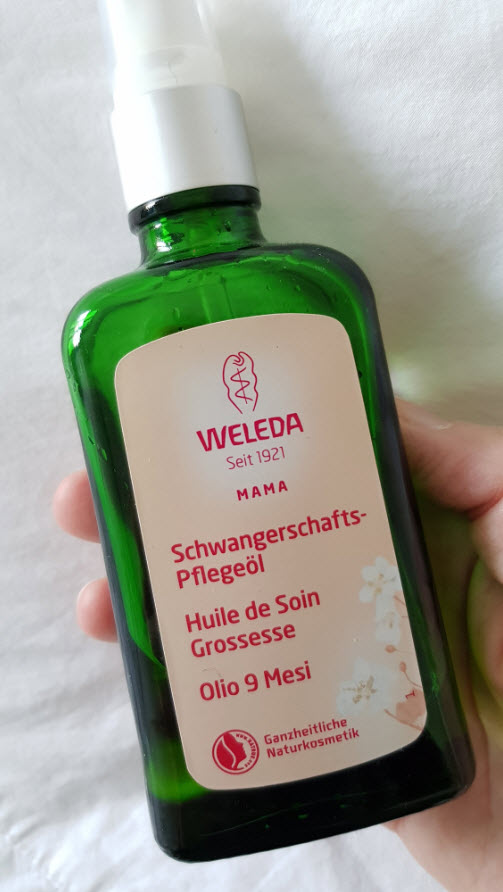 WELEDA
Seit 1921
MAMA
Schwangerschafts-
Pflegeöl
Huile de Soin
Grossesse
Olio 9 Mesi
Ganzheitliche
Naturkosmetik